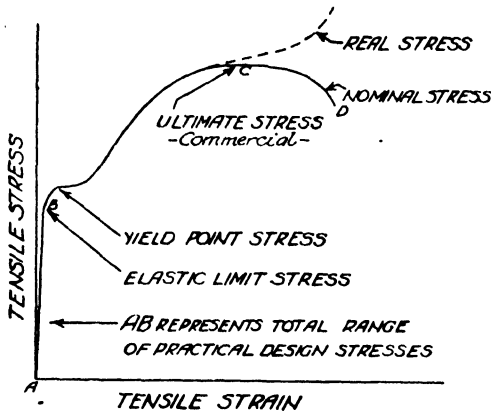 REAL STRESS
C
NOMINAL STRESS
D
ULTIMATE STRESS
-Commercial-
TENSILE STRESS
B
YIELD POINT STRESS
ELASTIC LIMIT STRESS
AB REPRESENTS TOTAL RANGE
OF PRACTICAL DESIGN STRESSES
A
TENSILE STRAIN